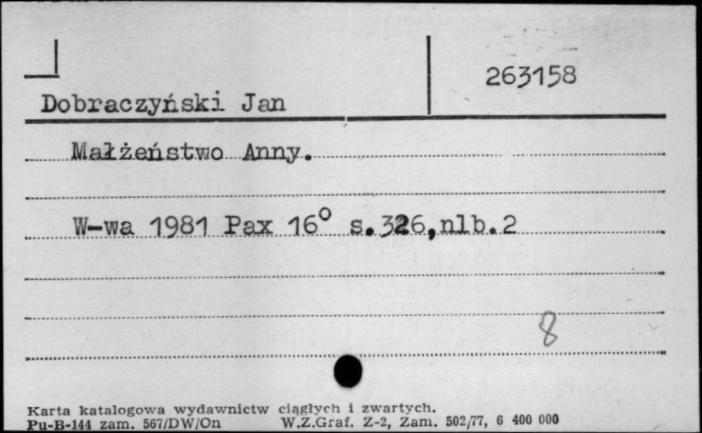 263158
Dobraczyński Jan
Małżeństwo Anny.
W-wa 1981 Pax 16° s.326,nlb.2
8
Karta katalogowa wydawnictw ciągłych i zwartych.
Pu-B-144 zam. 567/DW/On W.Z.Graf. Z-2, Zam. 502/77, 6 400 000